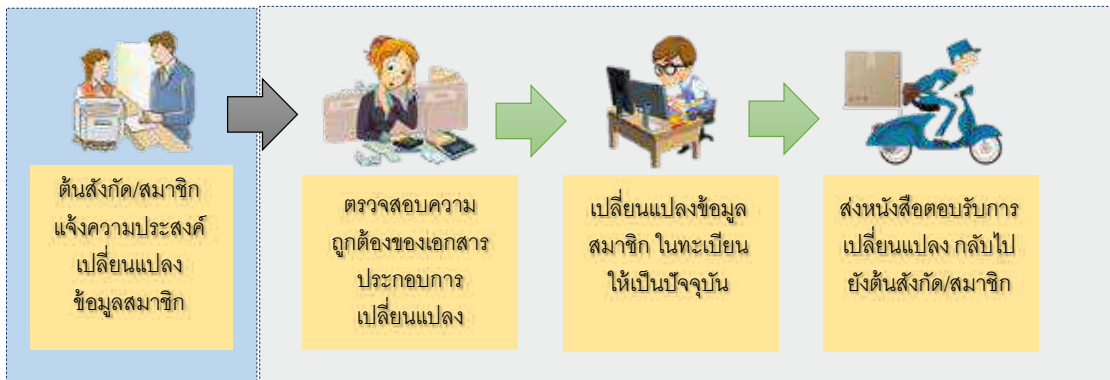 ต้นสังกัด/สมาชิก
แจ้งความประสงค์
เปลี่ยนแปลง
ข้อมูลสมาชิก
ตรวจสอบความ
ถูกต้องของเอกสาร
ประกอบการ
เปลี่ยนแปลง
เปลี่ยนแปลงข้อมูล
สมาชิก ในทะเบียน
ให้เป็นปัจจุบัน
ส่งหนังสือตอบรับการ
เปลี่ยนแปลง กลับไป
ยังต้นสังกัด/สมาชิก